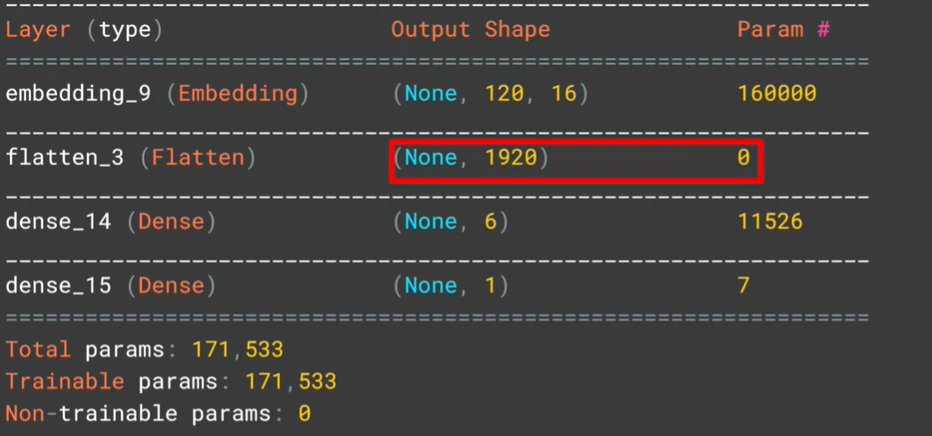 Layer (type) Output Shape Param #
=================================================================
embedding_9 (Embedding) (None, 120, 16) 160000
_________________________________________________________________
flatten_3 (Flatten) (None, 1920) 0
_________________________________________________________________
dense_14 (Dense) (None, 6) 11526
_________________________________________________________________
dense_15 (Dense) (None, 1) 7
=================================================================
Total params: 171,533
Trainable params: 171,533
Non-trainable params: 0